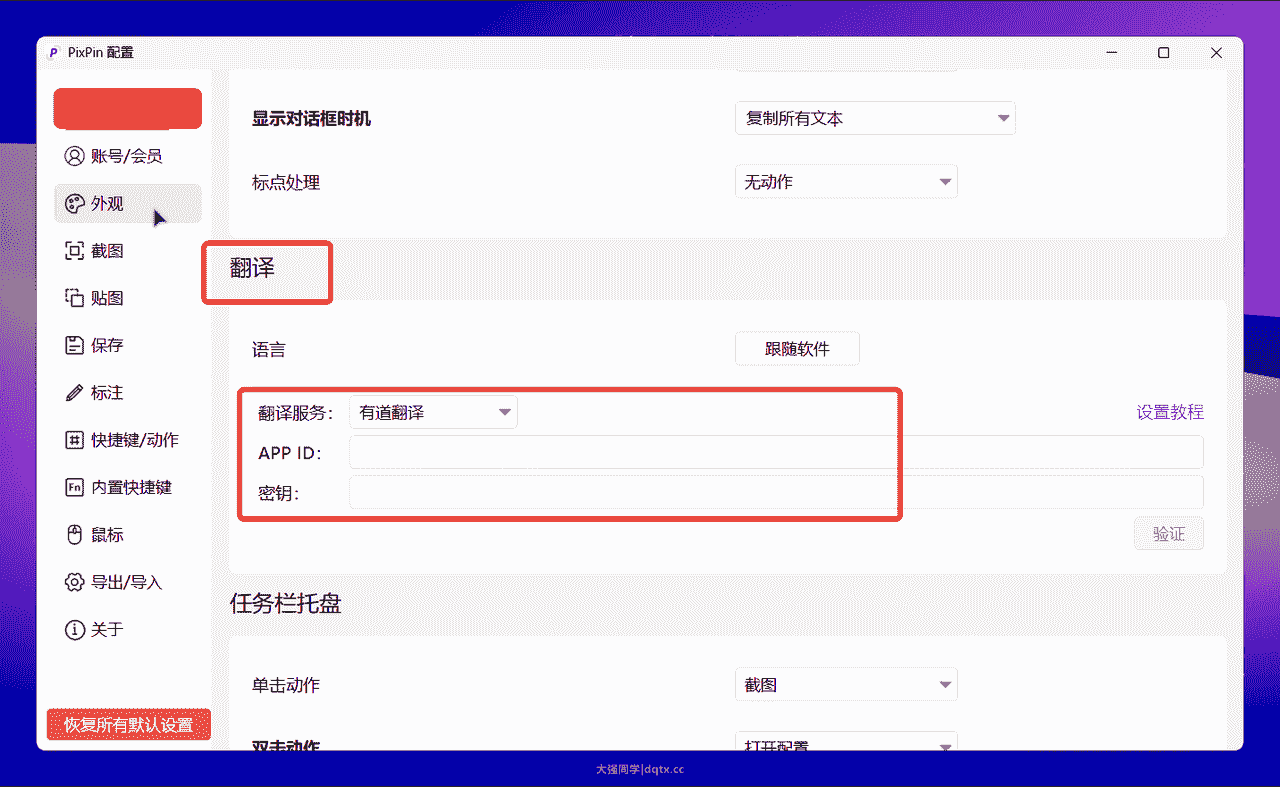 PixPin 配置
显示对话框时机
复制所有文本
账号/会员
标点处理
无动作
外观
截图
翻译
贴图
保存
语言
跟随软件
标注
翻译服务：
有道翻译
设置教程
快捷键/动作
APP ID：
内置快捷键
密钥：
鼠标
验证
导出/导入
任务栏托盘
关于
单击动作
截图
恢复所有默认设置
双击动作
打开配置
大强同学|dqtx.cc